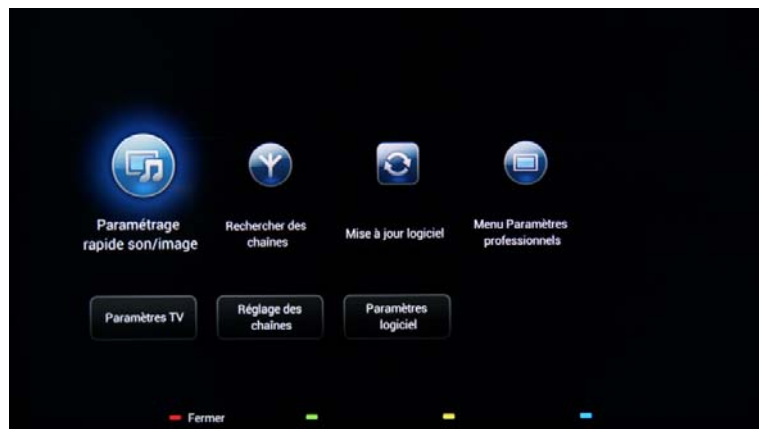 Paramétrage
rapide son/image
Rechercher des
chaînes
Mise à jour logiciel
Menu Paramètres
professionnels
Paramètres TV
Réglage des
chaînes
Paramètres
logiciel
Fermer